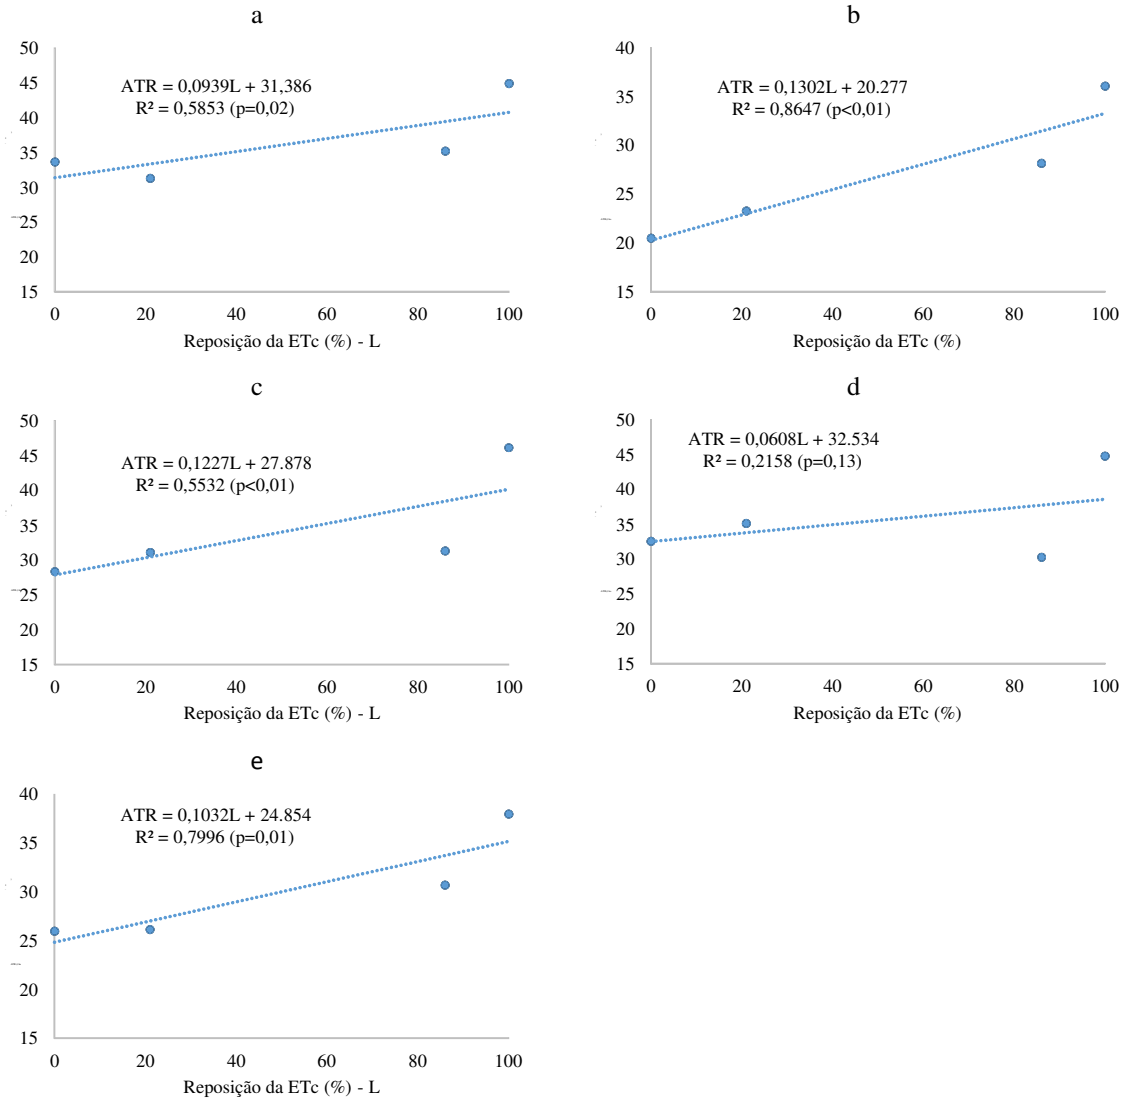 a
50
45
40
35
30
25
20
15
ATR = 0,0939L + 31,386
R² = 0,5853 (p=0,02)
0 20 40 60 80 100
Reposição da ETc (%) - L
b
40
35
30
25
20
15
ATR = 0,1302L + 20.277
R² = 0,8647 (p<0,01)
0 20 40 60 80 100
Reposição da ETc (%)
c
50
45
40
35
30
25
20
15
ATR = 0,1227L + 27.878
R² = 0,5532 (p<0,01)
0 20 40 60 80 100
Reposição da ETc (%) - L
d
50
45
40
35
30
25
20
15
ATR = 0,0608L + 32.534
R² = 0,2158 (p=0,13)
0 20 40 60 80 100
Reposição da ETc (%)
e
40
35
30
25
20
15
ATR = 0,1032L + 24.854
R² = 0,7996 (p=0,01)
0 20 40 60 80 100
Reposição da ETc (%) - L